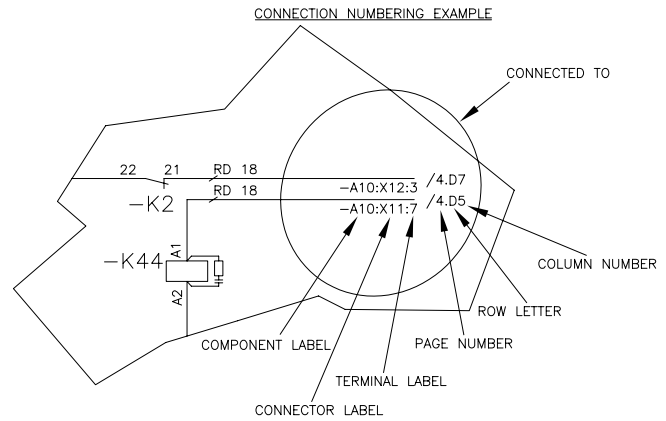 CONNECTION NUMBERING EXAMPLE
CONNECTED TO
22 21 RD 18
-A10:X12:3 /4.D7
-K2 RD 18
-A10:X11:7 /4.D5
A1
-K44
A2
COLUMN NUMBER
ROW LETTER
COMPONENT LABEL
PAGE NUMBER
TERMINAL LABEL
CONNECTOR LABEL